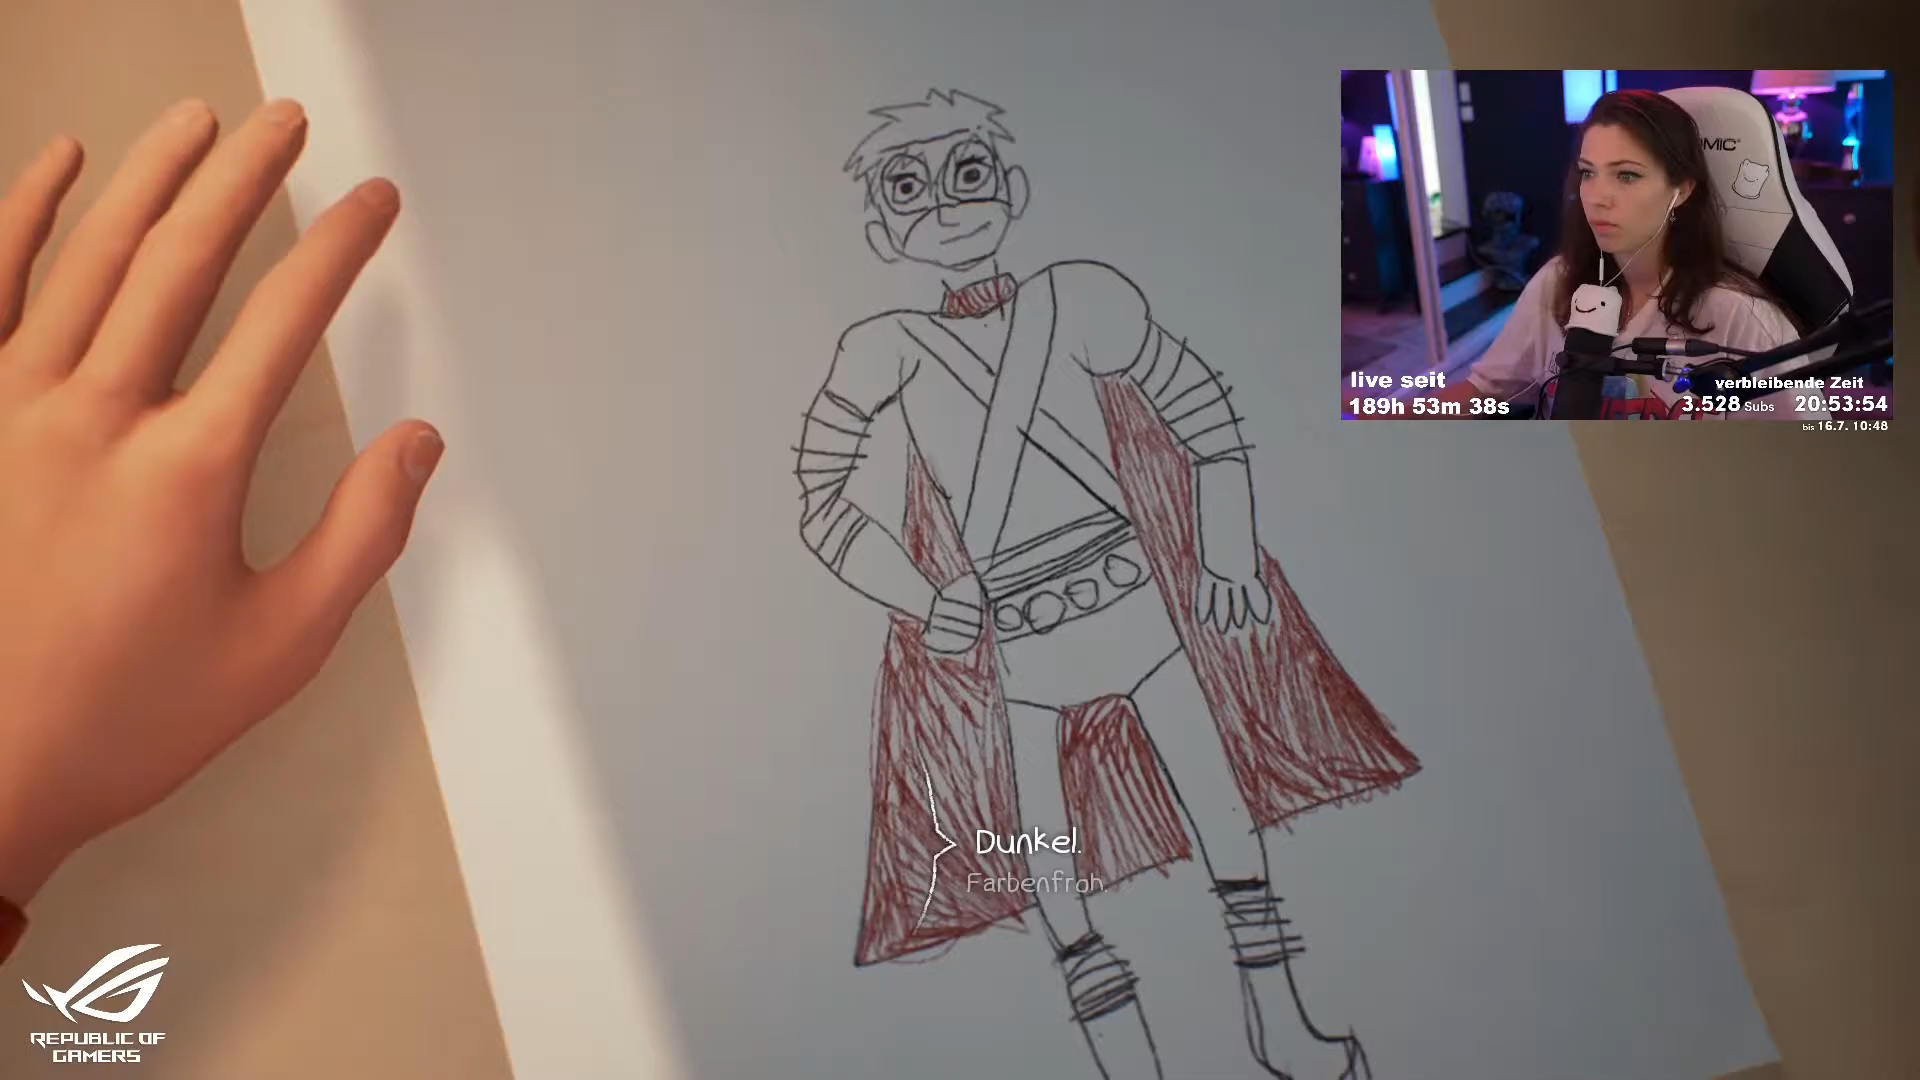 OMIC
live seit
189h 53m 38s
verbleibende Zeit
3.528 Subs 20:53:54
bis 16.7. 10:48
Dunkel.
Farbenfroh.
REPUBLIC OF
GAMERS